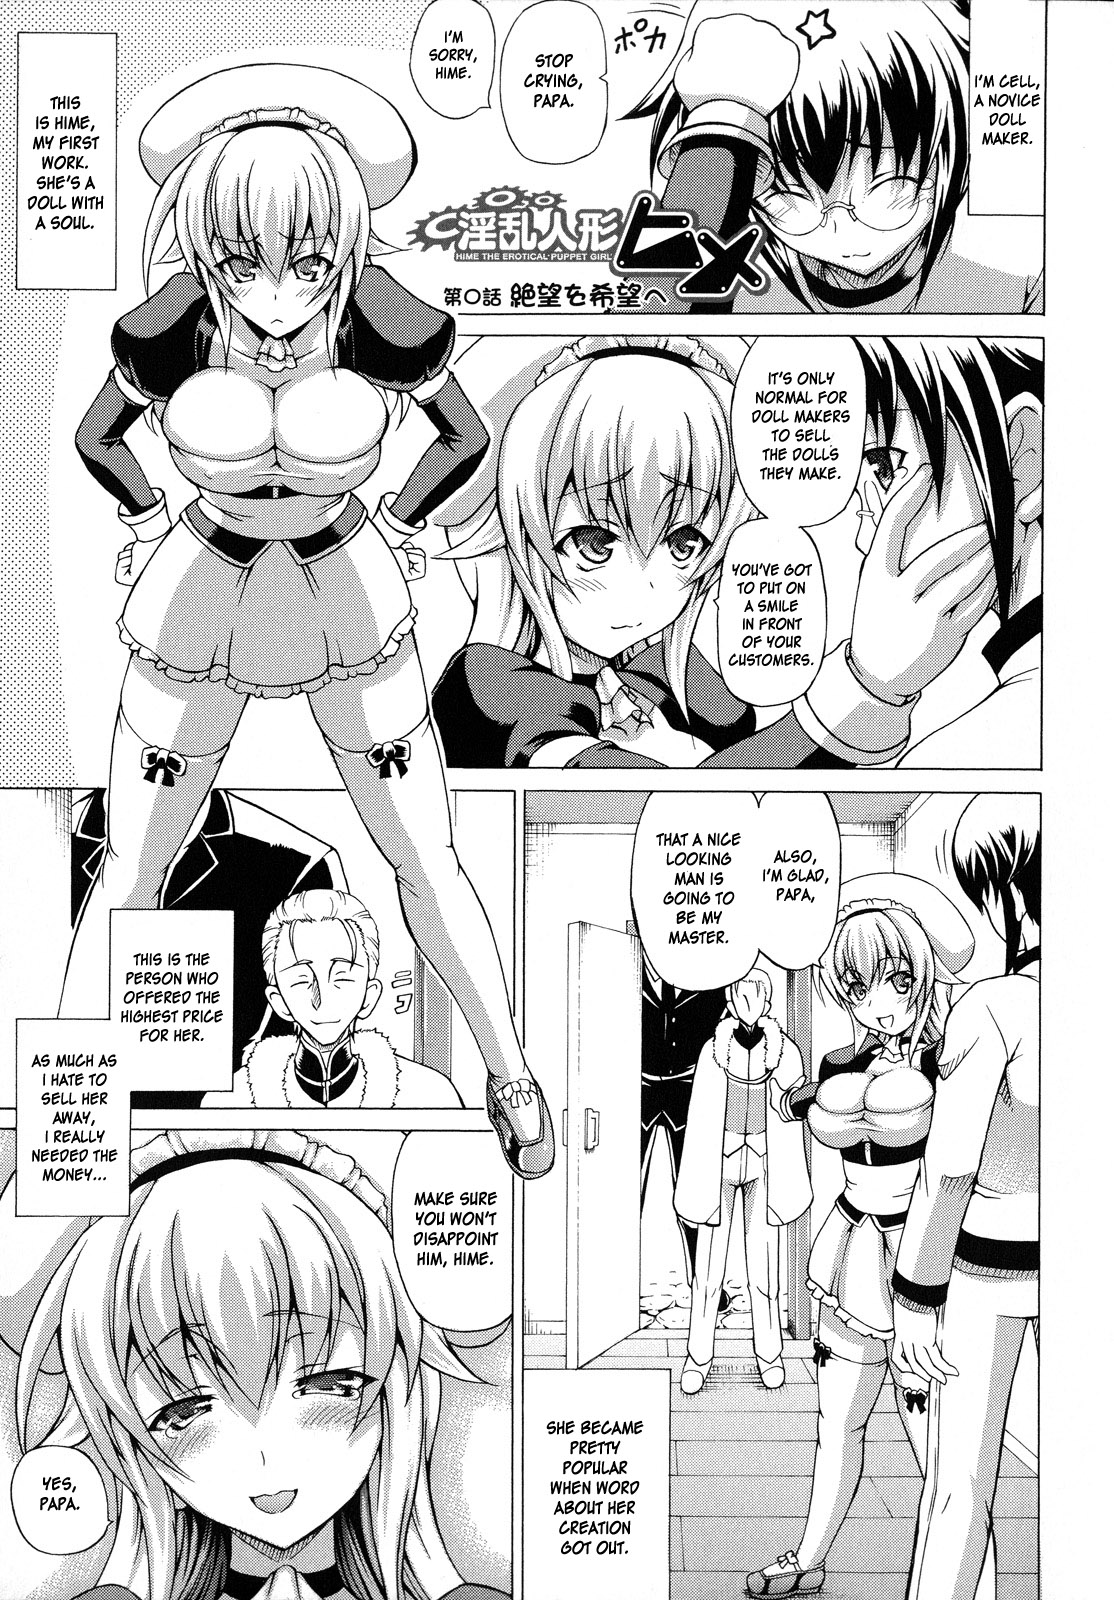 I'M CELL,
A NOVICE
DOLL
MAKER.
ポカ
STOP
CRYING,
PAPA.
I'M
SORRY,
HIME.
THIS
IS HIME,
MY FIRST
WORK.
SHE'S A
DOLL WITH
A SOUL.
淫乱人形
ヒメ
HIME THE EROTICAL PUPPET GIRL
第〇話 絶望を希望へ
IT'S ONLY
NORMAL FOR
DOLL MAKERS
TO SELL
THE DOLLS
THEY MAKE.
YOU'VE GOT
TO PUT ON
A SMILE
IN FRONT
OF YOUR
CUSTOMERS.
ALSO,
I'M GLAD,
PAPA,
THAT A NICE
LOOKING
MAN IS
GOING TO
BE MY
MASTER.
SHE BECAME
PRETTY
POPULAR
WHEN WORD
ABOUT HER
CREATION
GOT OUT.
ニコ
THIS IS THE
PERSON WHO
OFFERED THE
HIGHEST PRICE
FOR HER.
AS MUCH AS
I HATE TO
SELL HER
AWAY,
I REALLY
NEEDED THE
MONEY...
MAKE SURE
YOU WON'T
DISAPPOINT
HIM, HIME.
YES,
PAPA.